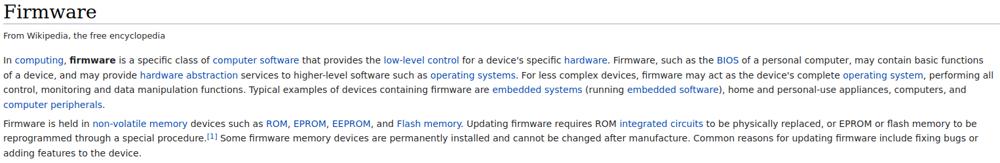 Firmware
From Wikipedia, the free encyclopedia
In computing, firmware is a specific class of computer software that provides the low-level control for a device's specific hardware. Firmware, such as the BIOS of a personal computer, may contain basic functions
of a device, and may provide hardware abstraction services to higher-level software such as operating systems. For less complex devices, firmware may act as the device's complete operating system, performing all
control, monitoring and data manipulation functions. Typical examples of devices containing firmware are embedded systems (running embedded software), home and personal-use appliances, computers, and
computer peripherals.
Firmware is held in non-volatile memory devices such as ROM, EPROM, EEPROM, and Flash memory. Updating firmware requires ROM integrated circuits to be physically replaced, or EPROM or flash memory to be
reprogrammed through a special procedure.[1] Some firmware memory devices are permanently installed and cannot be changed after manufacture. Common reasons for updating firmware include fixing bugs or
adding features to the device.